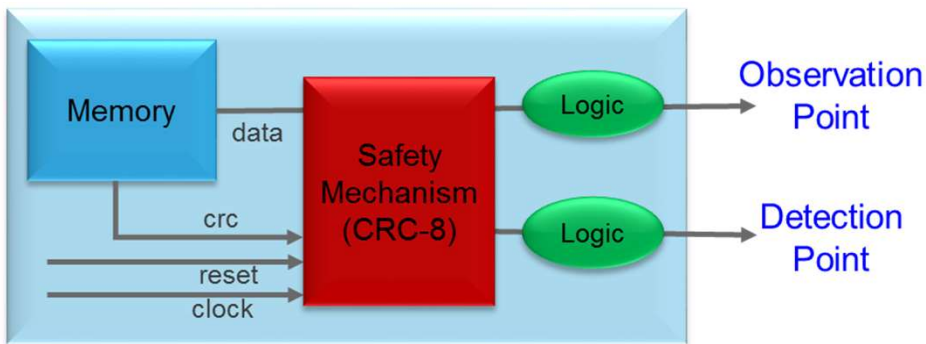 Memory
data
crc
reset
clock
Safety
Mechanism
(CRC-8)
Logic
Logic
Observation
Point
Detection
Point